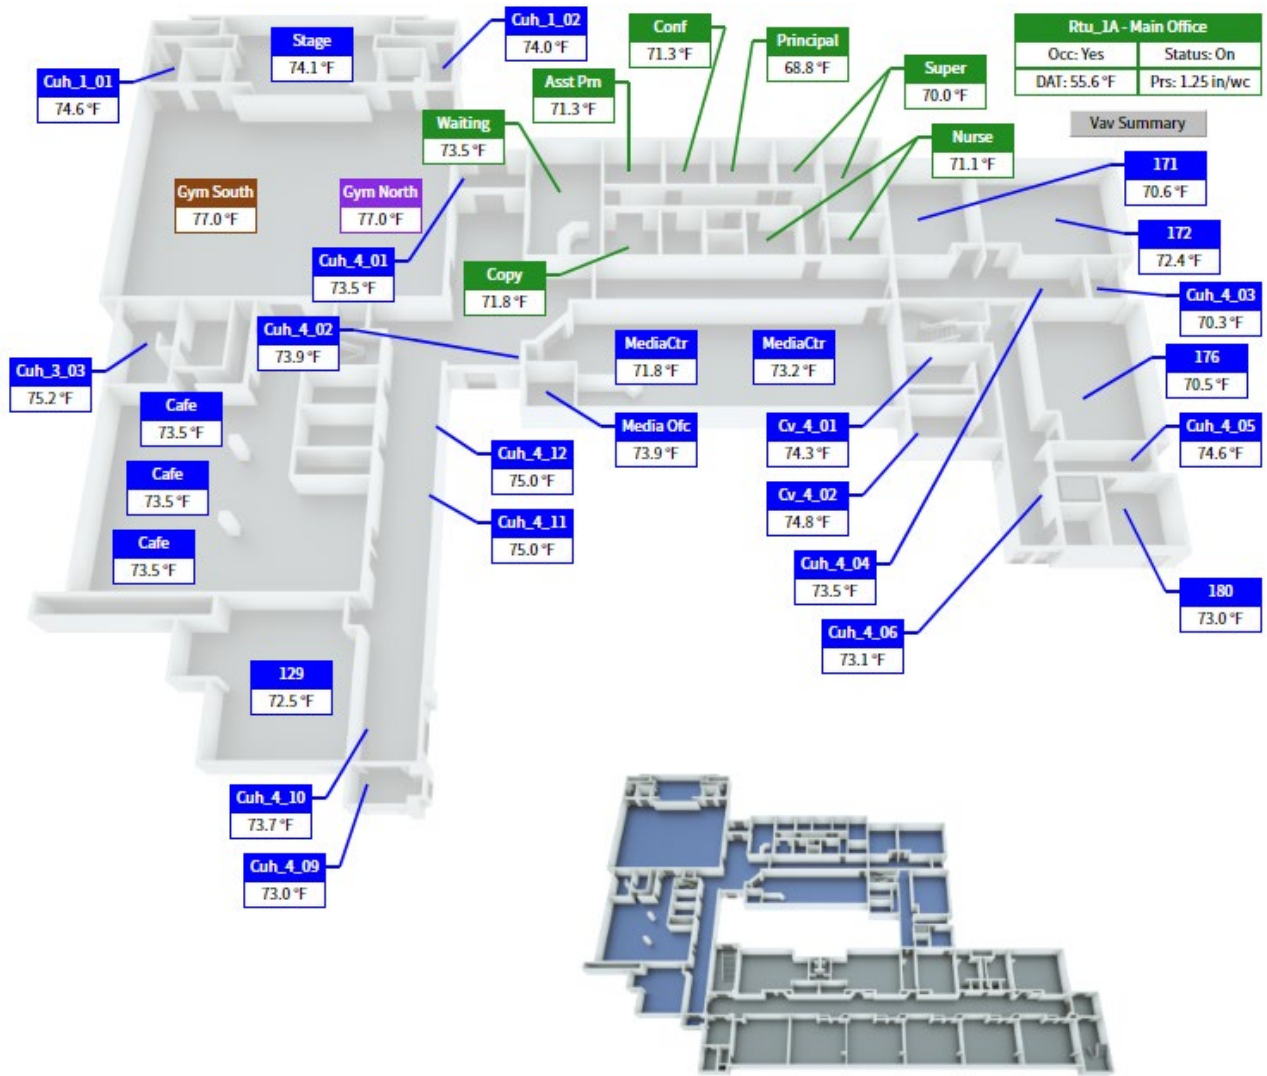 Cuh_1_02
74.0 °F
Stage
74.1 °F
Cuh_1_01
74.6 °F
Conf
71.3 °F
Principal
68.8 °F
Rtu_1A - Main Office
Occ: Yes
Status: On
DAT: 55.6 °F
Prs: 1.25 in/wc
Super
70.0 °F
Asst Prn
71.3 °F
Vav Summary
Waiting
73.5 °F
Nurse
71.1 °F
171
70.6 °F
Gym South
77.0 °F
Gym North
77.0 °F
172
72.4 °F
Cuh_4_01
73.5 °F
Copy
71.8 °F
Cuh_4_03
70.3 °F
Cuh_4_02
73.9 °F
MediaCtr
71.8 °F
MediaCtr
73.2 °F
176
70.5 °F
Cuh_3_03
75.2 °F
Cafe
73.5 °F
Media Ofc
73.9 °F
Cv_4_01
74.3 °F
Cuh_4_05
74.6 °F
Cuh_4_12
75.0 °F
Cafe
73.5 °F
Cv_4_02
74.8 °F
Cuh_4_11
75.0 °F
Cafe
73.5 °F
Cuh_4_04
73.5 °F
180
73.0 °F
Cuh_4_06
73.1 °F
129
72.5 °F
Cuh_4_10
73.7 °F
Cuh_4_09
73.0 °F